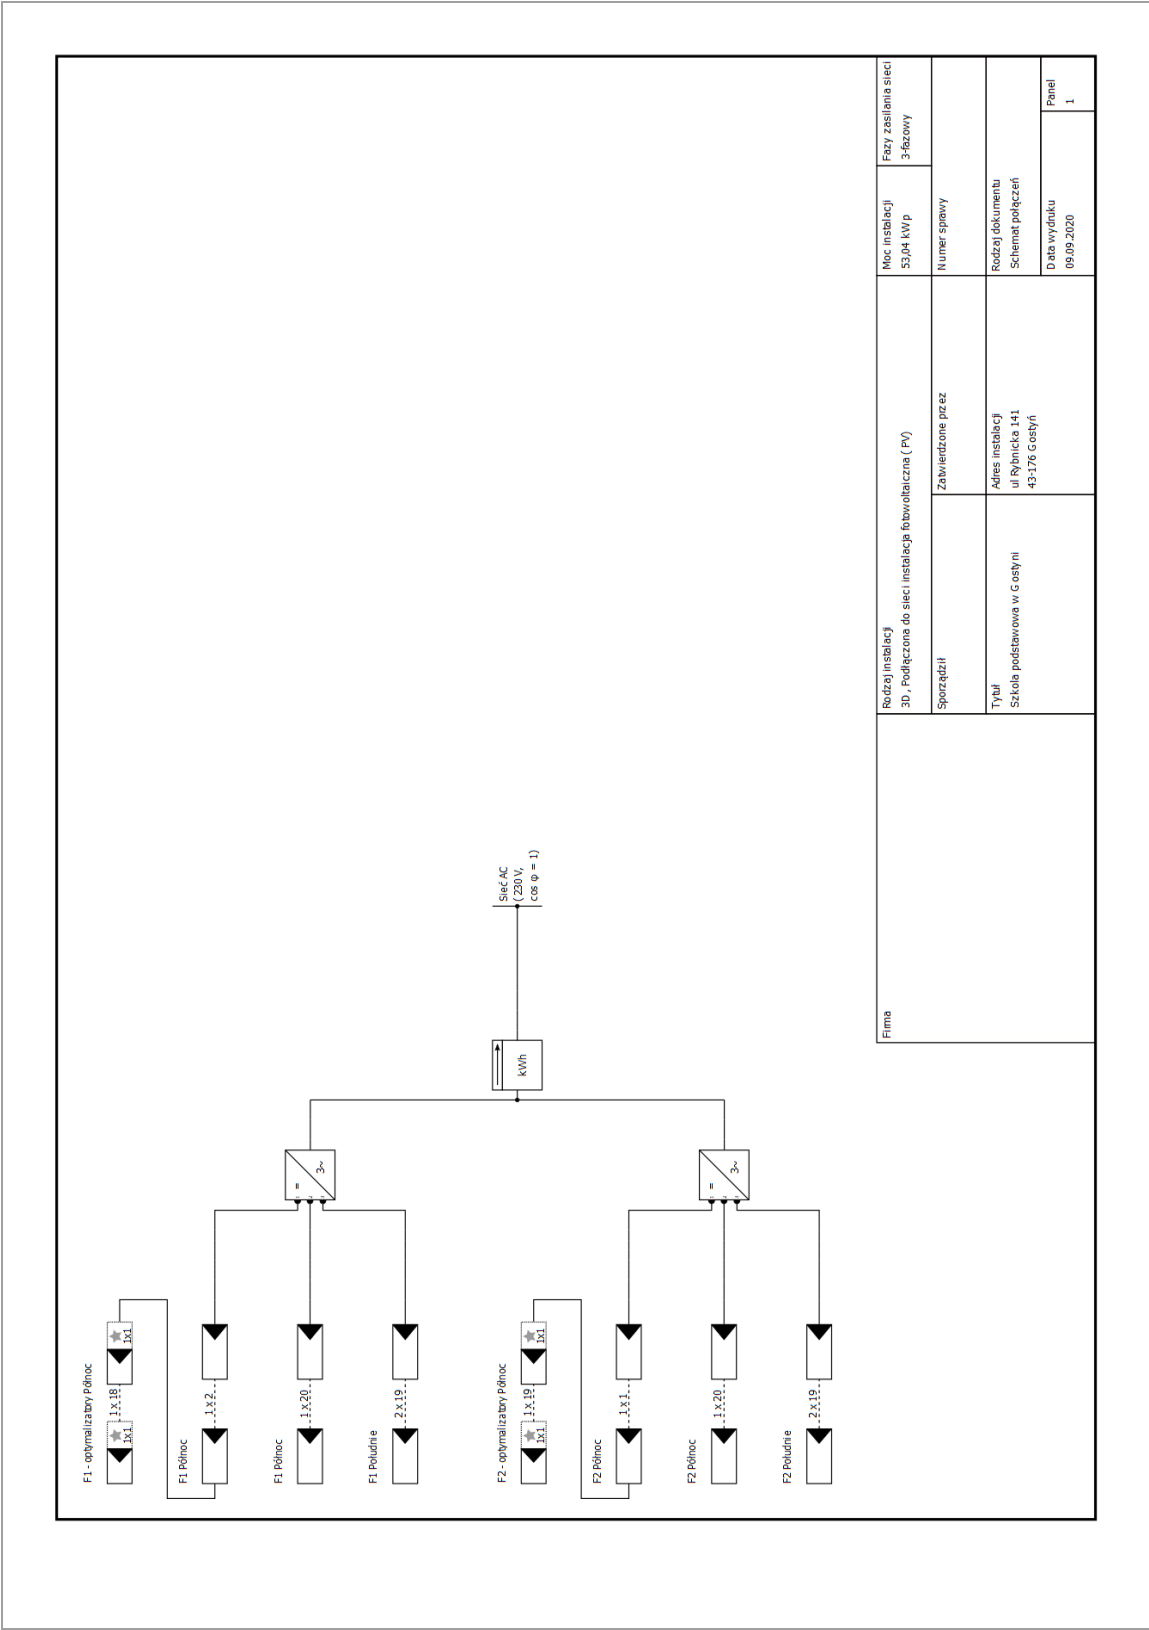 F1 - optymalizatory Północ
1x1
1 x 18
1x1
F1 Północ
1 x 2
F1 Północ
1 x 20
F1 Południe
2 x 19
=
3~
F2 - optymalizatory Północ
1x1
1 x 19
1x1
F2 Północ
1 x 1
F2 Północ
1 x 20
F2 Południe
2 x 19
=
3~
kWh
Sieć AC
( 230 V,
cos φ = 1)
Firma
Rodzaj instalacji
3D , Podłączona do sieci instalacja fotowoltaiczna ( PV)
Moc instalacji
53,04 kWp
Fazy zasilania sieci
3-fazowy
Sporządził
Zatwierdzone przez
Numer sprawy
Tytuł
Szkola podstawowa w Gostyni
Adres instalacji
ul Rybnicka 141
43-176 Gostyń
Rodzaj dokumentu
Schemat połączeń
Data wydruku
09.09.2020
Panel
1